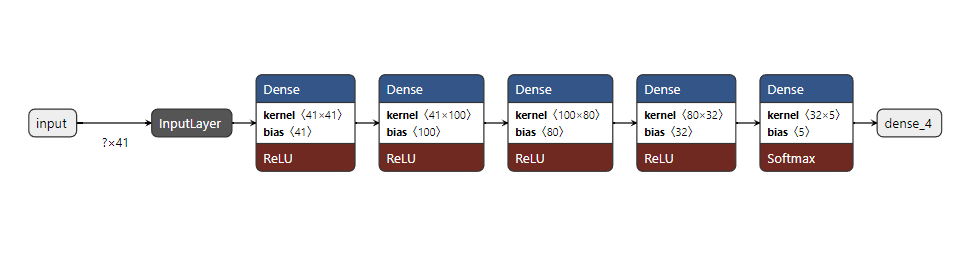 input
?×41
InputLayer
Dense
kernel 〈41×41〉
bias 〈41〉
ReLU
Dense
kernel 〈41×100〉
bias 〈100〉
ReLU
Dense
kernel 〈100×80〉
bias 〈80〉
ReLU
Dense
kernel 〈80×32〉
bias 〈32〉
ReLU
Dense
kernel 〈32×5〉
bias 〈5〉
Softmax
dense_4